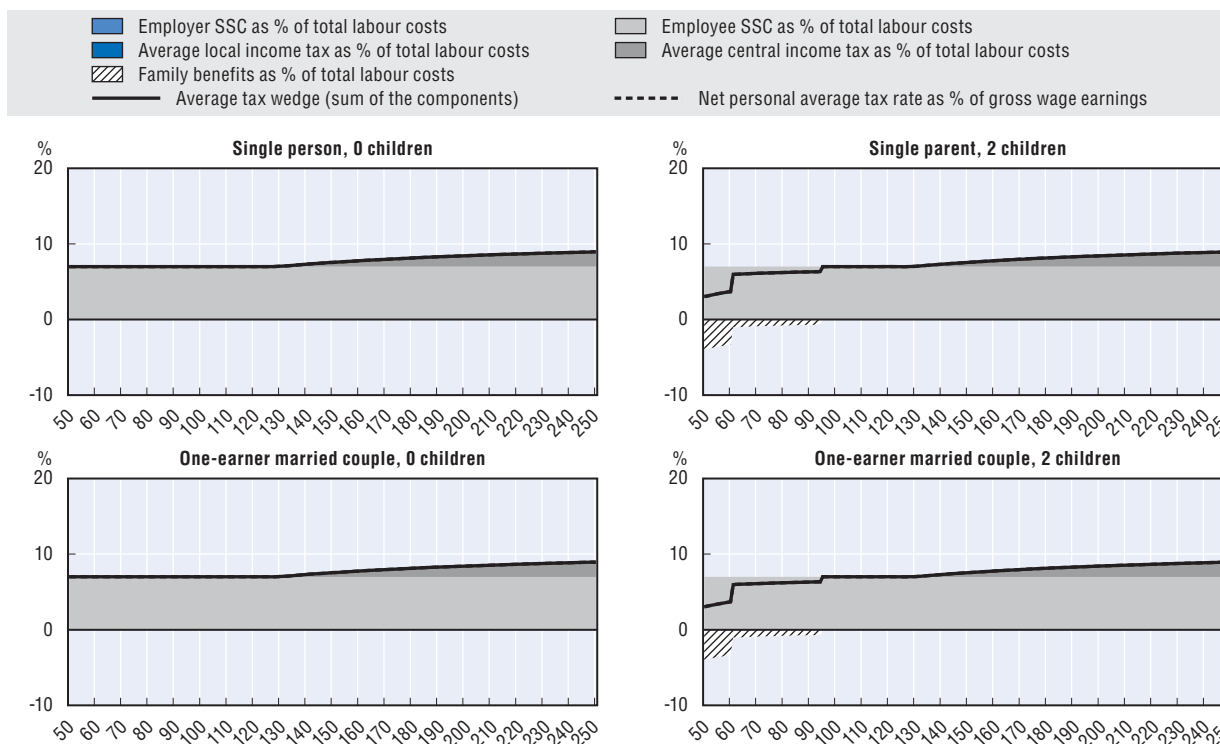 Employer SSC as % of total labour costs
Employee SSC as % of total labour costs
Average local income tax as % of total labour costs
Average central income tax as % of total labour costs
Family benefits as % of total labour costs
Average tax wedge (sum of the components)
Net personal average tax rate as % of gross wage earnings
%
Single person, 0 children
20
10
0
-10
50 60 70 80 90 100 110 120 130 140 150 160 170 180 190 200 210 220 230 240 250
%
Single parent, 2 children
20
10
0
-10
50 60 70 80 90 100 110 120 130 140 150 160 170 180 190 200 210 220 230 240
%
One-earner married couple, 0 children
20
10
0
-10
50 60 70 80 90 100 110 120 130 140 150 160 170 180 190 200 210 220 230 240 250
%
One-earner married couple, 2 children
20
10
0
-10
50 60 70 80 90 100 110 120 130 140 150 160 170 180 190 200 210 220 230 240